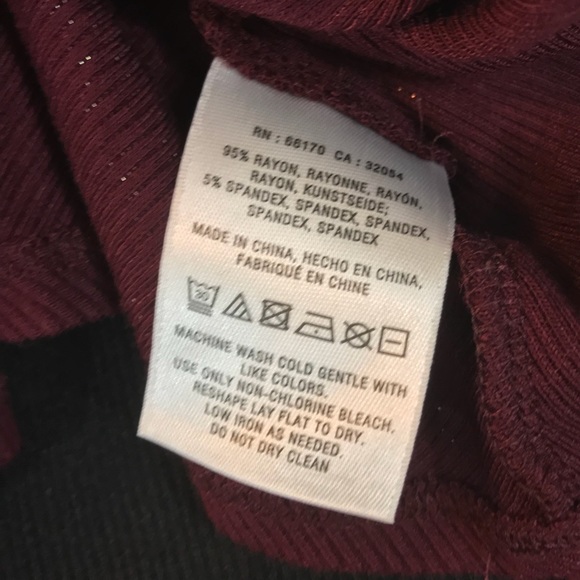 RN : 66170 CA : 32054
95% RAYON, RAYONNE, RAYÓN,
RAYON, KUNSTSEIDE;
5% SPANDEX, SPANDEX, SPANDEX,
SPANDEX, SPANDEX
MADE IN CHINA, HECHO EN CHINA,
FABRIQUÉ EN CHINE
30
MACHINE WASH COLD GENTLE WITH
LIKE COLORS.
USE ONLY NON-CHLORINE BLEACH.
RESHAPE LAY FLAT TO DRY.
LOW IRON AS NEEDED.
DO NOT DRY CLEAN